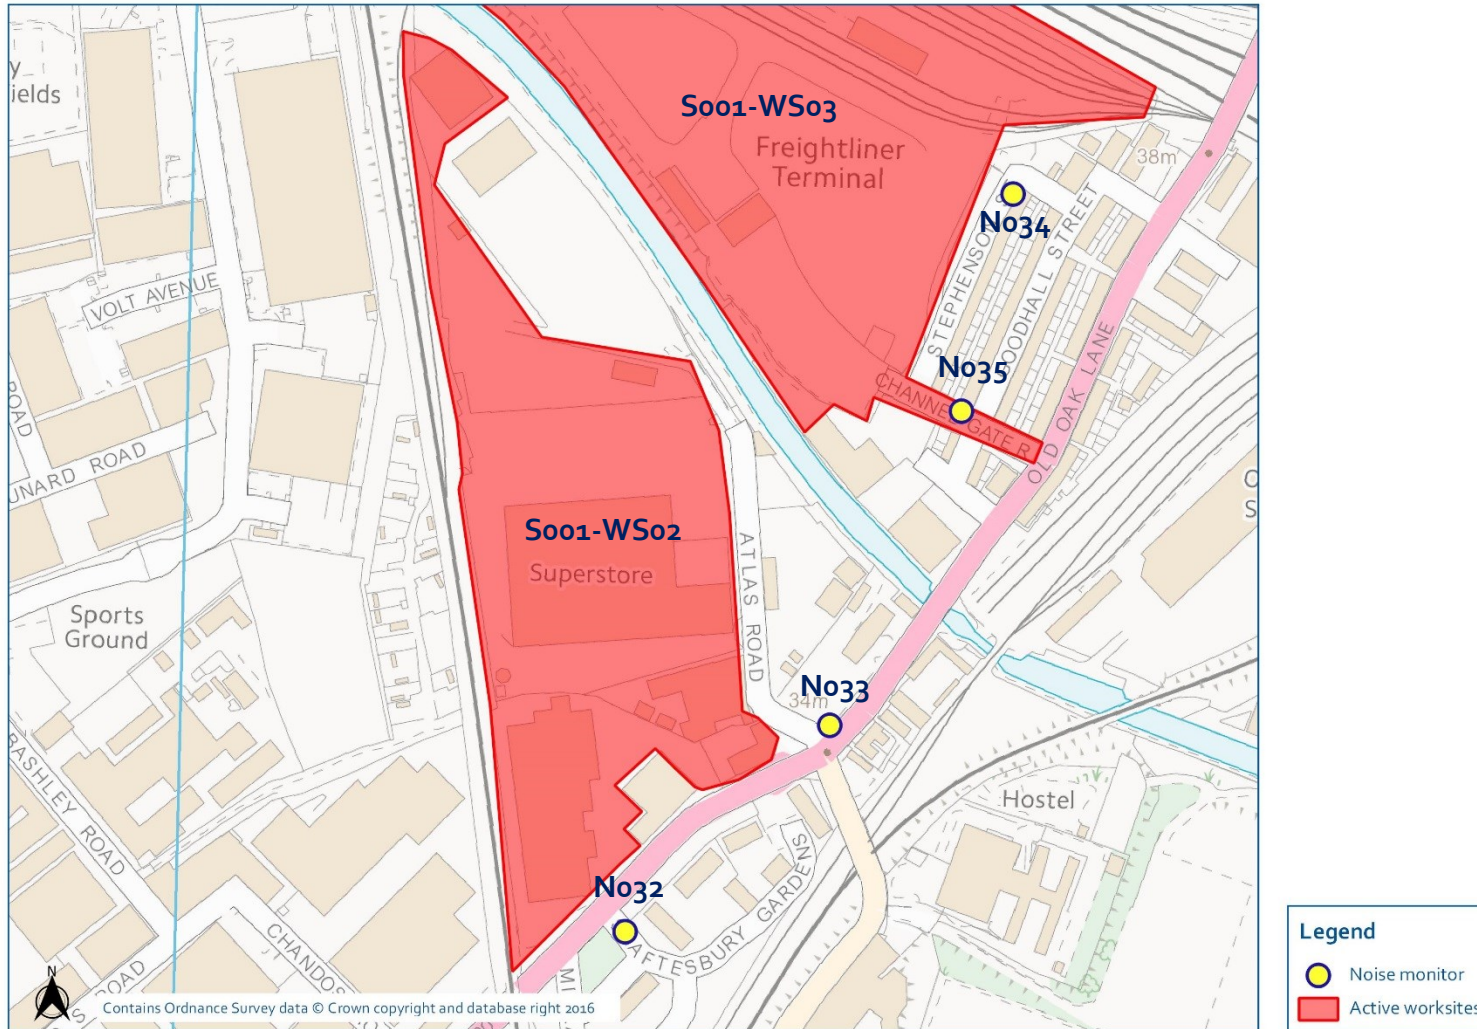 y
ields
S001-WS03
Freightliner
Terminal
38m
N034
STEPHENSON
WOODHALL STREET
VOLT AVENUE
ROAD
UNARD ROAD
N035
CHANNEL GATE R
OLD OAK LANE
O
S
S001-WS02
Superstore
ATLAS ROAD
Sports
Ground
N033
34m
BASHLEY ROAD
Hostel
N032
AFTESBURY GARDENS
CHANDOS
S ROAD
MI
N
Contains Ordnance Survey data © Crown copyright and database right 2016
Legend
Noise monitor
Active worksites